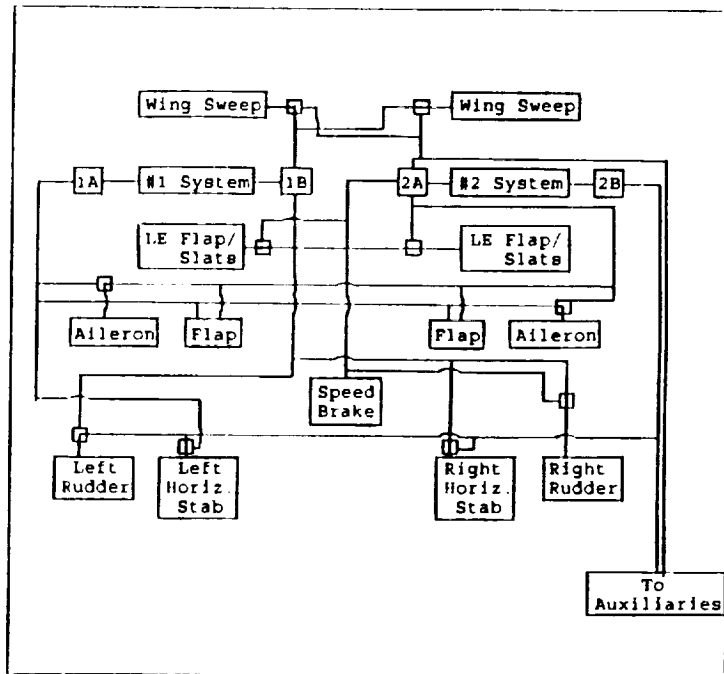 Wing Sweep
Wing Sweep
1A
#1 System
1B
2A
#2 System
2B
LE Flap/
Slats
LE Flap/
Slats
Aileron
Flap
Flap
Aileron
Speed
Brake
Left
Rudder
Left
Horiz.
Stab
Right
Horiz.
Stab
Right
Rudder
To
Auxiliaries